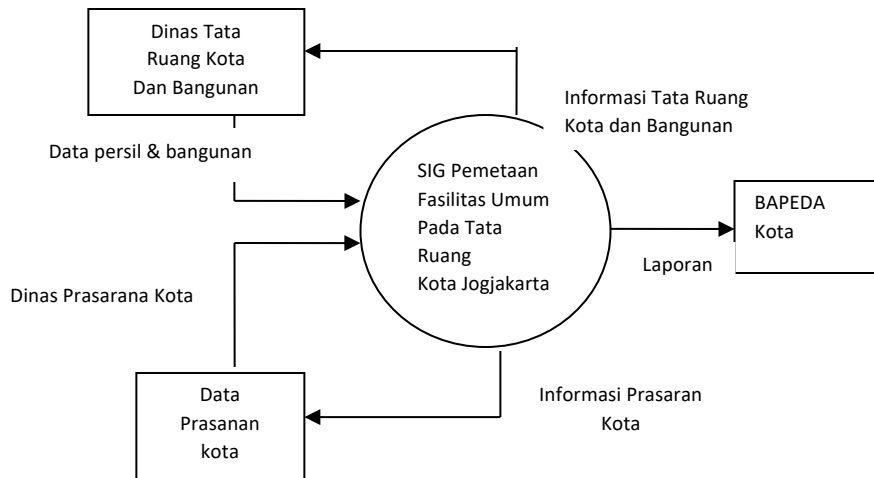 Dinas Tata
Ruang Kota
Dan Bangunan
Informasi Tata Ruang
Kota dan Bangunan
Data persil & bangunan
SIG Pemetaan
Fasilitas Umum
Pada Tata
Ruang
Kota Jogjakarta
BAPEDA
Kota
Laporan
Dinas Prasarana Kota
Data
Prasanan
kota
Informasi Prasaran
Kota